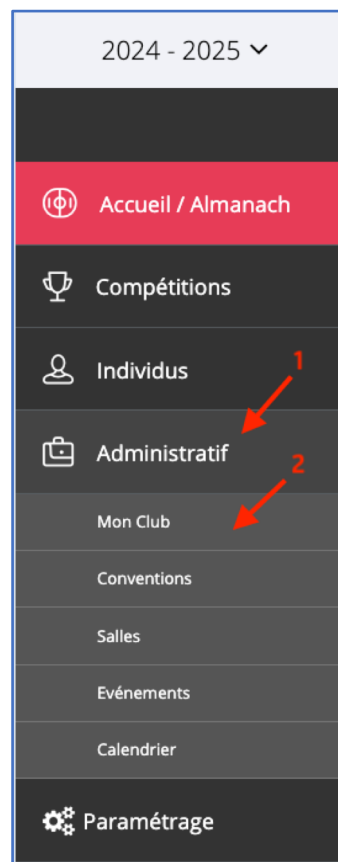 2024 - 2025
Accueil / Almanach
Compétitions
Individus
1
Administratif
2
Mon Club
Conventions
Salles
Evénements
Calendrier
Paramétrage